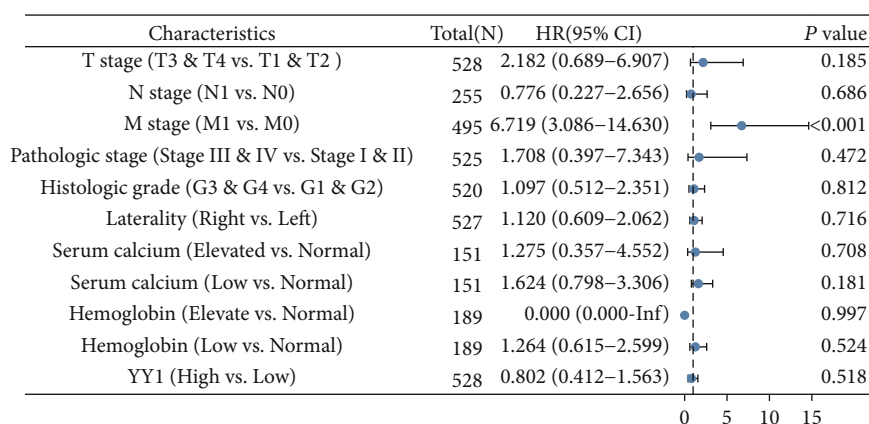 Characteristics Total(N) HR(95% CI) P value
T stage (T3 & T4 vs. T1 & T2 ) 528 2.182 (0.689−6.907) 0.185
N stage (N1 vs. N0) 255 0.776 (0.227−2.656) 0.686
M stage (M1 vs. M0) 495 6.719 (3.086−14.630) <0.001
Pathologic stage (Stage III & IV vs. Stage I & II) 525 1.708 (0.397−7.343) 0.472
Histologic grade (G3 & G4 vs. G1 & G2) 520 1.097 (0.512−2.351) 0.812
Laterality (Right vs. Left) 527 1.120 (0.609−2.062) 0.716
Serum calcium (Elevated vs. Normal) 151 1.275 (0.357−4.552) 0.708
Serum calcium (Low vs. Normal) 151 1.624 (0.798−3.306) 0.181
Hemoglobin (Elevate vs. Normal) 189 0.000 (0.000-Inf) 0.997
Hemoglobin (Low vs. Normal) 189 1.264 (0.615−2.599) 0.524
YY1 (High vs. Low) 528 0.802 (0.412−1.563) 0.518
0 5 10 15